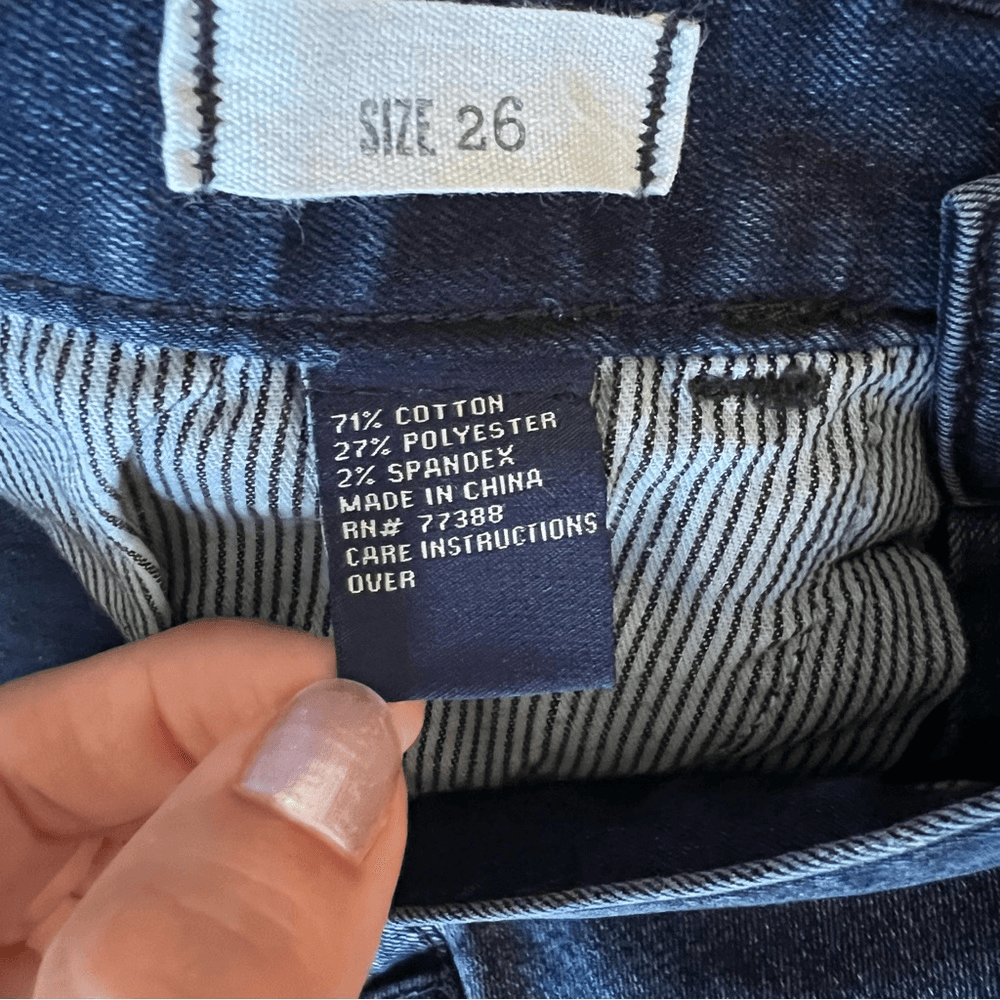 SIZE 26
71% COTTON
27% POLYESTER
2% SPANDEX
MADE IN CHINA
RN# 77388
CARE INSTRUCTIONS
OVER